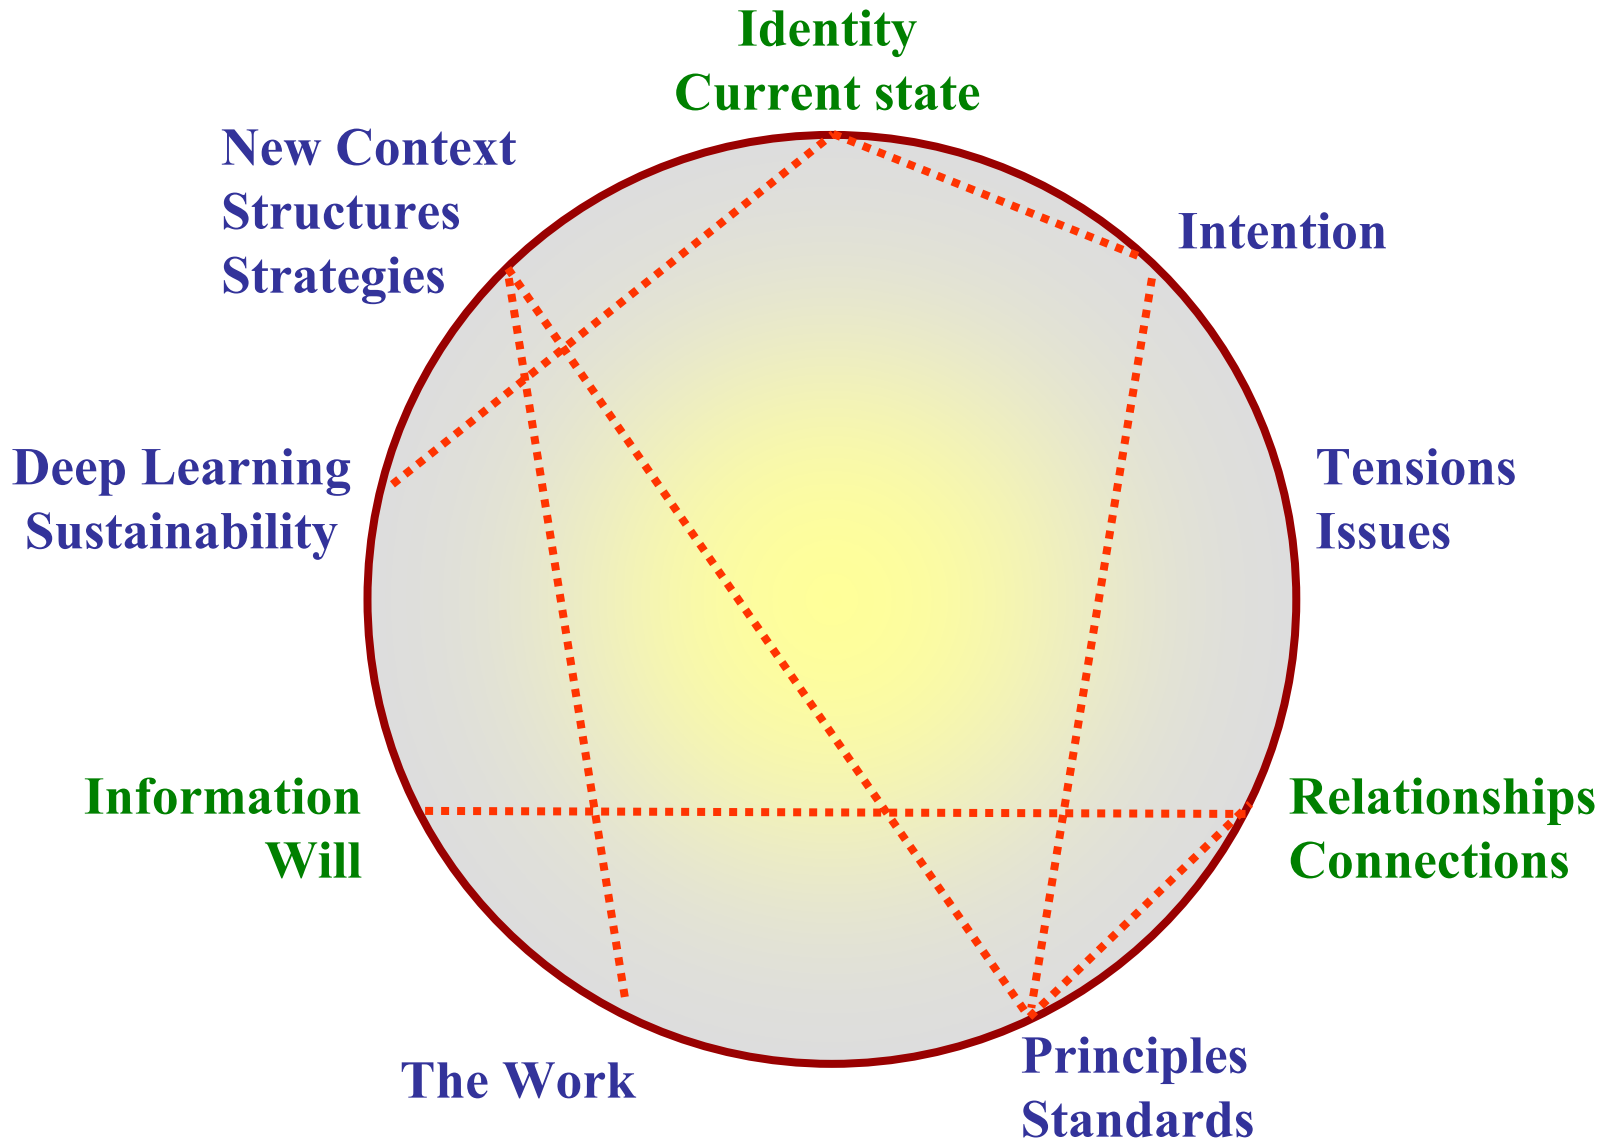 Identity
Current state
New Context
Structures
Strategies
Intention
Deep Learning
Sustainability
Tensions
Issues
Information
Will
Relationships
Connections
The Work
Principles
Standards